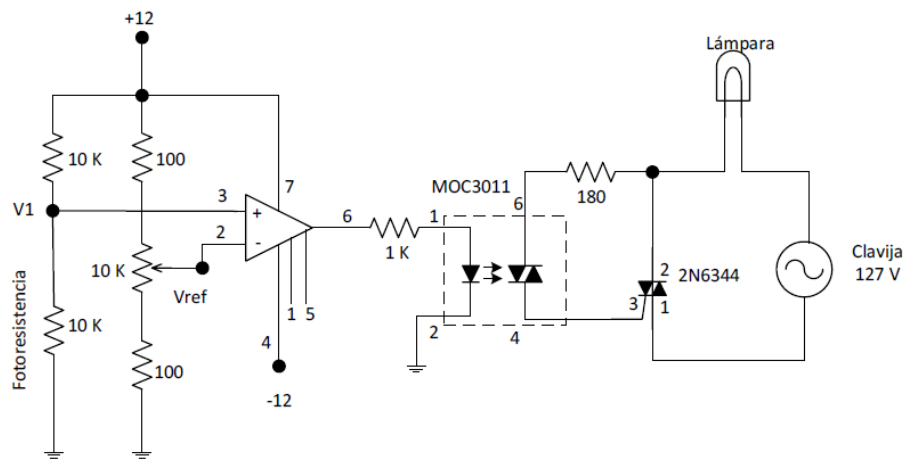 +12
Lámpara
10 K
100
MOC3011
180
7
V1
3
+
6
1
6
2
-
1 K
Clavija
127 V
10 K
Vref
2
2N6344
3
1
1
5
Fotoresistencia
10 K
4
2
4
100
-12